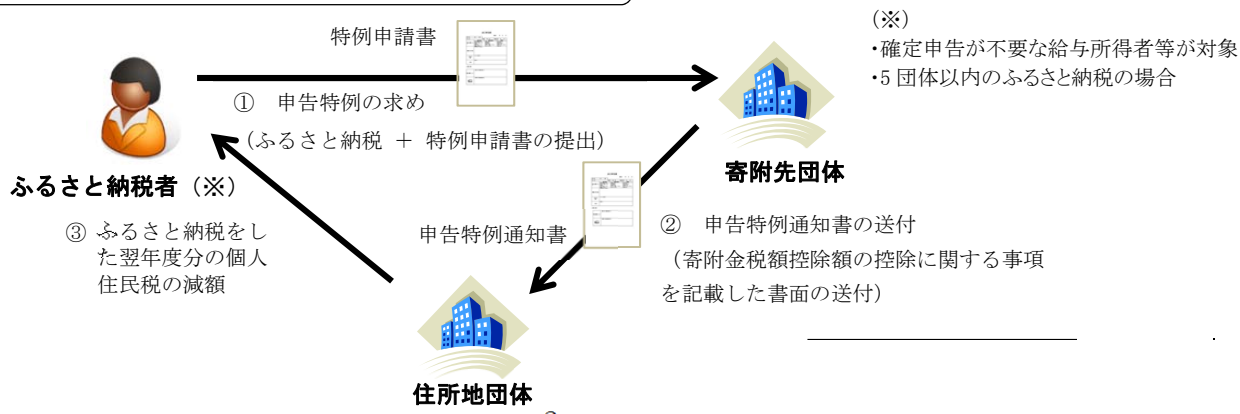 特例申請書
① 申告特例の求め
(ふるさと納税 + 特例申請書の提出)
(※)
・確定申告が不要な給与所得者等が対象
・5 団体以内のふるさと納税の場合
ふるさと納税者(※)
寄附先団体
③ ふるさと納税をし
た翌年度分の個人
住民税の減額
申告特例通知書
② 申告特例通知書の送付
(寄附金税額控除額の控除に関する事項
を記載した書面の送付)
住所地団体